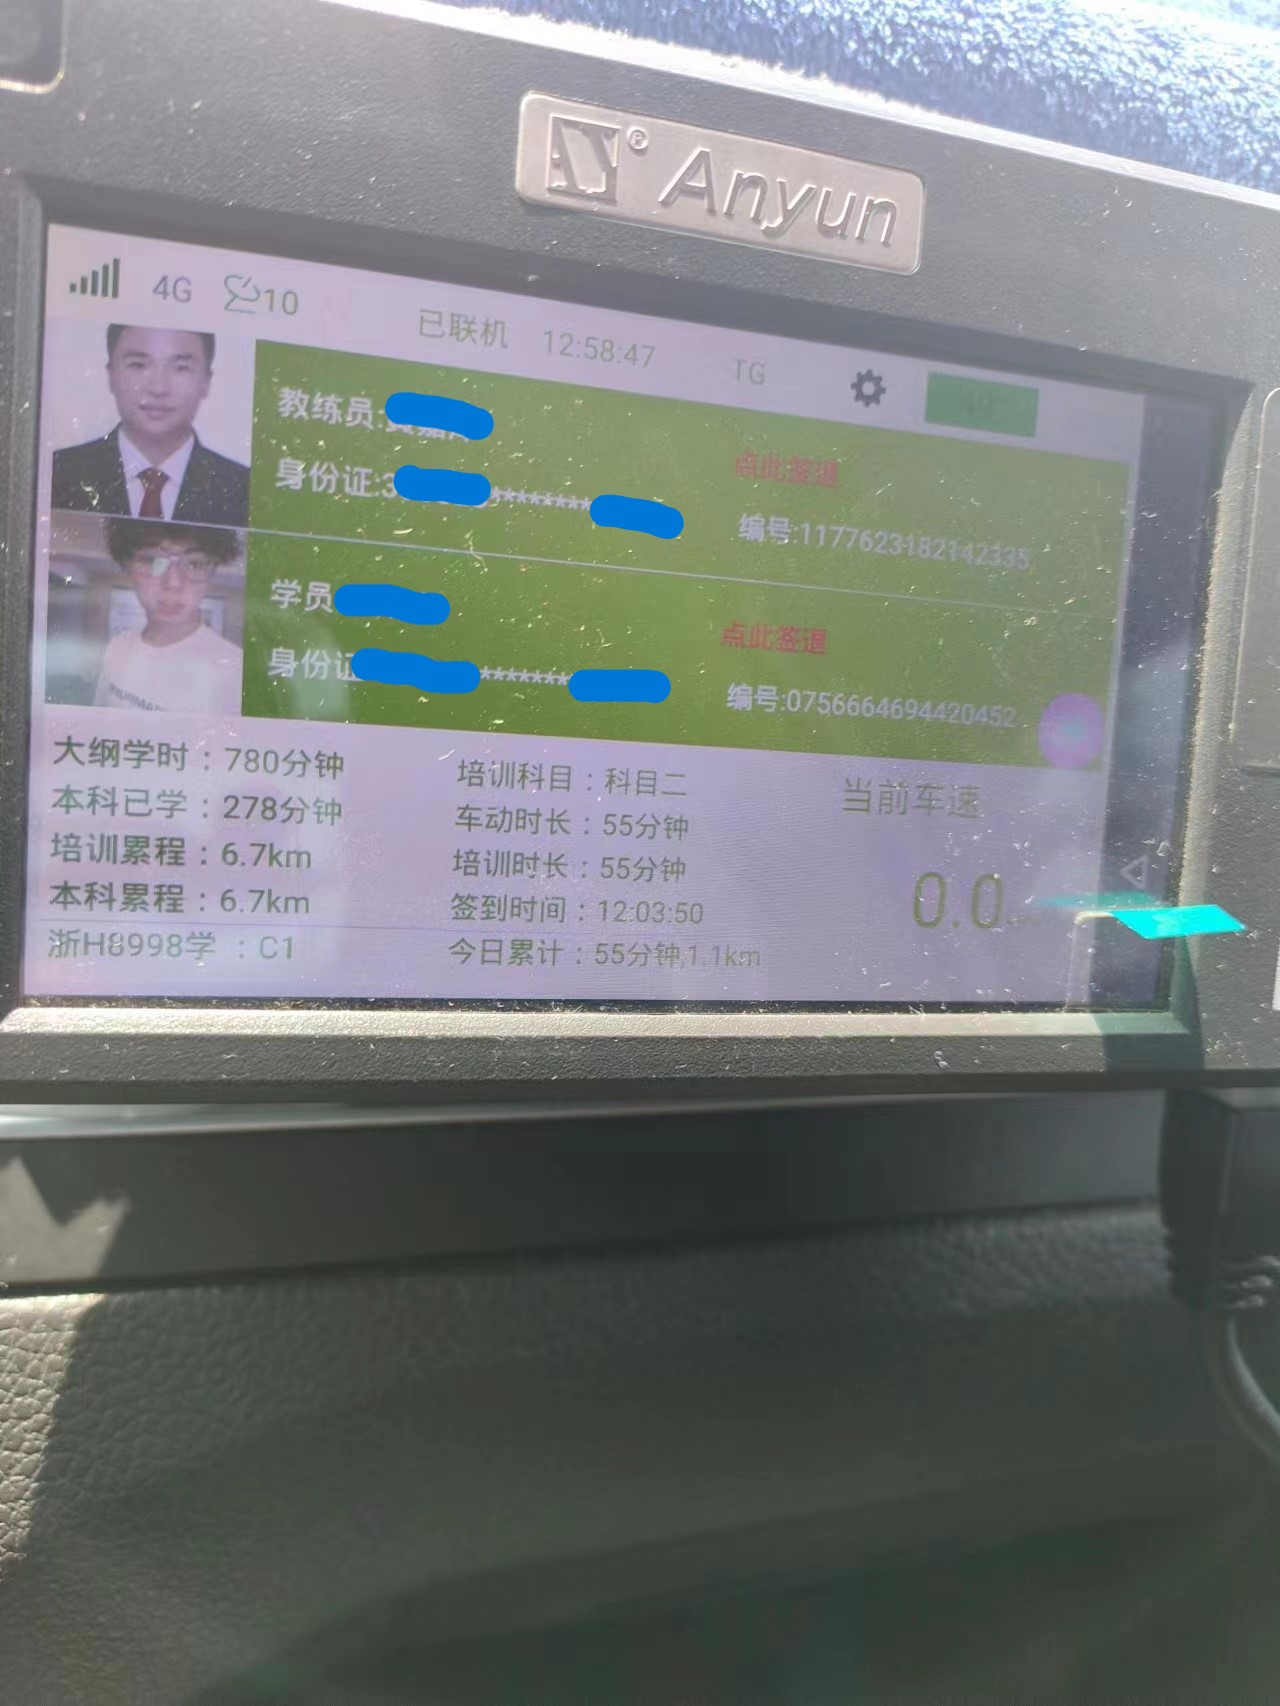 Anyun
4G 10 已联机 12:58:47 TG
教练员:
点此签退
身份证:3 ********
编号:1177623182142335
学员
点此签退
身份证 *******
编号:0756664694420452
大纲学时：780分钟
本科已学：278分钟
培训累程：6.7km
本科累程：6.7km
浙H8998学 ：C1
培训科目：科目二
车动时长：55分钟
培训时长：55分钟
签到时间：12:03:50
今日累计：55分钟,1.1km
当前车速
0.0